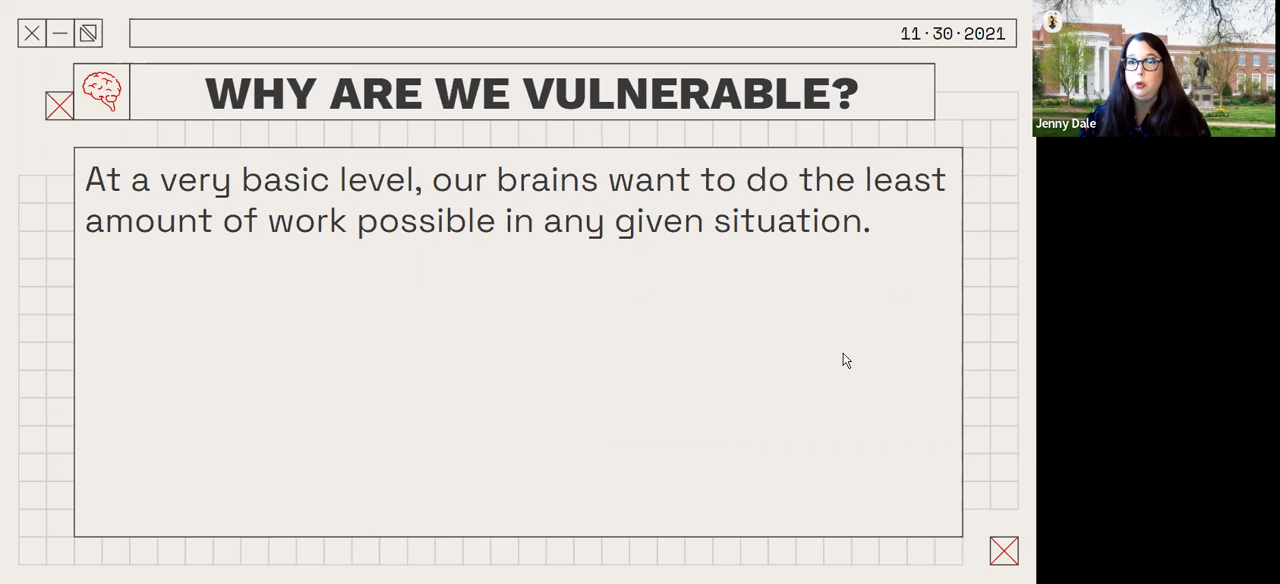 11·30·2021
WHY ARE WE VULNERABLE?
At a very basic level, our brains want to do the least
amount of work possible in any given situation.
Jenny Dale